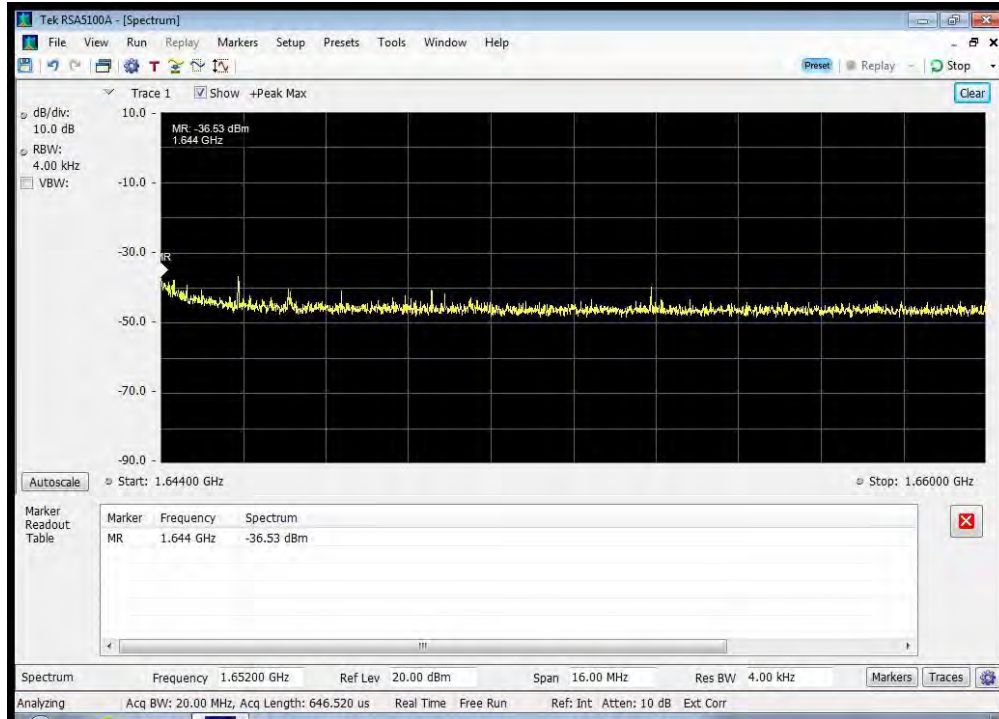 Tek RSA5100A - [Spectrum]
File View Run Replay Markers Setup Presets Tools Window Help
T
Preset Replay Stop
Trace 1 Show +Peak Max Clear
dB/div:
10.0 dB
RBW:
4.00 kHz
VBW:
10.0
-10.0
-30.0
-50.0
-70.0
-90.0
MR: -36.53 dBm
1.644 GHz
MR
Autoscale
Start: 1.64400 GHz
Stop: 1.66000 GHz
Marker
Readout
Table
Marker Frequency Spectrum
MR 1.644 GHz -36.53 dBm
Spectrum Frequency 1.65200 GHz Ref Lev 20.00 dBm Span 16.00 MHz Res BW 4.00 kHz Markers Traces
Analyzing Acq BW: 20.00 MHz, Acq Length: 646.520 us Real Time Free Run Ref: Int Atten: 10 dB Ext Corr